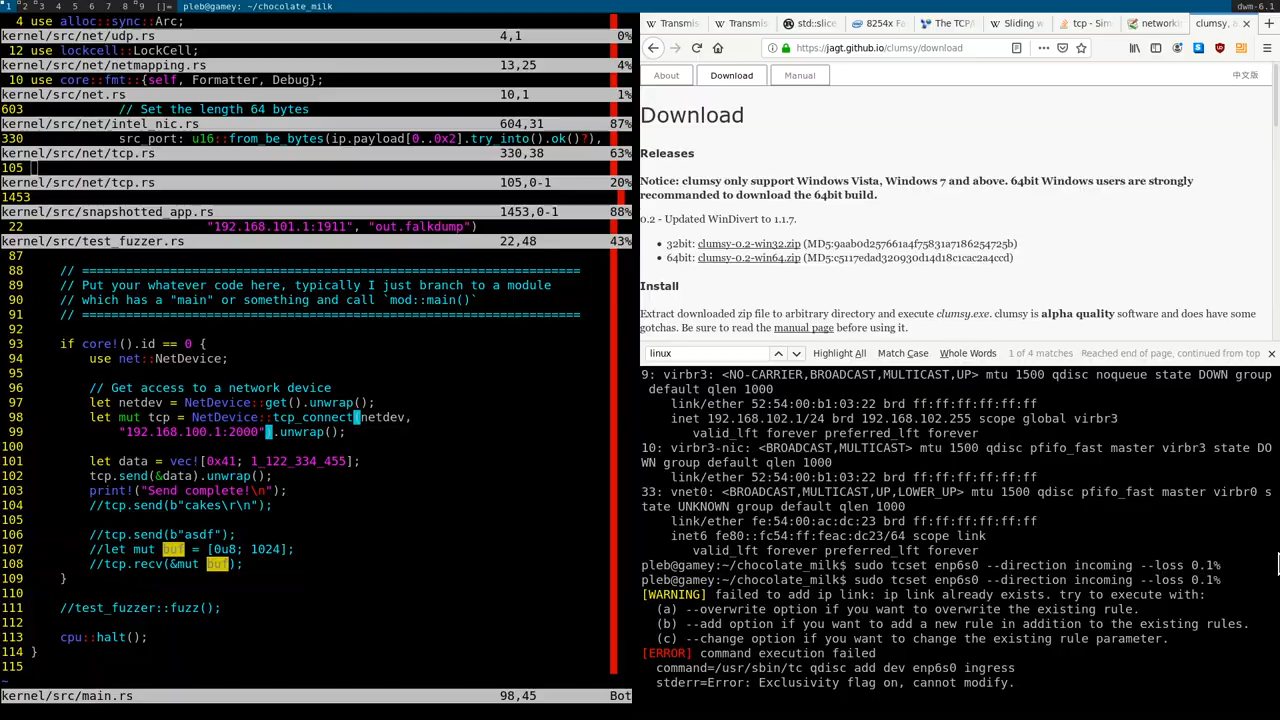 1 2 3 4 5 6 7 8 9 []= pleb@gamey: ~/chocolate_milk
dwm-6.1
4 use alloc::sync::Arc;
kernel/src/net/udp.rs 4,1 0%
12 use lockcell::LockCell;
kernel/src/netmapping.rs 13,25 4%
10 use core::fmt::{self, Formatter, Debug};
kernel/src/net.rs 10,1 1%
603 // Set the length 64 bytes
kernel/src/net/intel_nic.rs 604,31 87%
330 src_port: u16::from_be_bytes(ip.payload[0..0x2].try_into().ok()?),
kernel/src/net/tcp.rs 330,38 63%
105
kernel/src/net/tcp.rs 105,0-1 20%
1453
kernel/src/snapshotted_app.rs 1453,0-1 88%
22 "192.168.101.1:1911", "out.falkdump")
kernel/src/test_fuzzer.rs 22,48 43%
87
88 // ====================================================================
89 // Put your whatever code here, typically I just branch to a module
90 // which has a "main" or something and call `mod::main()`
91 // ====================================================================
92
93 if core!().id == 0 {
94 use net::NetDevice;
95
96 // Get access to a network device
97 let netdev = NetDevice::get().unwrap();
98 let mut tcp = NetDevice::tcp_connect(netdev,
99 "192.168.100.1:2000").unwrap();
100
101 let data = vec![0x41; 1_122_334_455];
102 tcp.send(&data).unwrap();
103 print!("Send complete!\n");
104 //tcp.send(b"cakes\r\n");
105
106 //tcp.send(b"asdf");
107 //let mut buf = [0u8; 1024];
108 //tcp.recv(&mut buf);
109 }
110
111 //test_fuzzer::fuzz();
112
113 cpu::halt();
114 }
115
~
kernel/src/main.rs 98,45 Bot
Transmis Transmis std::slice 8254x Fa The TCP/ Sliding w tcp - Sim networki clumsy, a
https://jagt.github.io/clumsy/download
About Download Manual 中文版
Download
Releases
Notice: clumsy only support Windows Vista, Windows 7 and above. 64bit Windows users are strongly
recommanded to download the 64bit build.
0.2 - Updated WinDivert to 1.1.7.
32bit: clumsy-0.2-win32.zip (MD5:9aab0d257661a4f75831a7186254725b)
64bit: clumsy-0.2-win64.zip (MD5:c5117edad320930d14d18c1cac2a4ccd)
Install
Extract downloaded zip file to arbitrary directory and execute clumsy.exe. clumsy is alpha quality software and does have some
gotchas. Be sure to read the manual page before using it.
linux Highlight All Match Case Whole Words 1 of 4 matches Reached end of page, continued from top
9: virbr3: <NO-CARRIER,BROADCAST,MULTICAST,UP> mtu 1500 qdisc noqueue state DOWN group
default qlen 1000
link/ether 52:54:00:b1:03:22 brd ff:ff:ff:ff:ff:ff
inet 192.168.102.1/24 brd 192.168.102.255 scope global virbr3
valid_lft forever preferred_lft forever
10: virbr3-nic: <BROADCAST,MULTICAST> mtu 1500 qdisc pfifo_fast master virbr3 state DO
WN group default qlen 1000
link/ether 52:54:00:b1:03:22 brd ff:ff:ff:ff:ff:ff
33: vnet0: <BROADCAST,MULTICAST,UP,LOWER_UP> mtu 1500 qdisc pfifo_fast master virbr0 s
tate UNKNOWN group default qlen 1000
link/ether fe:54:00:ac:dc:23 brd ff:ff:ff:ff:ff:ff
inet6 fe80::fc54:ff:feac:dc23/64 scope link
valid_lft forever preferred_lft forever
pleb@gamey:~/chocolate_milk$ sudo tcset enp6s0 --direction incoming --loss 0.1%
pleb@gamey:~/chocolate_milk$ sudo tcset enp6s0 --direction incoming --loss 0.1%
[WARNING] failed to add ip link: ip link already exists. try to execute with:
(a) --overwrite option if you want to overwrite the existing rule.
(b) --add option if you want to add a new rule in addition to the existing rules.
(c) --change option if you want to change the existing rule parameter.
[ERROR] command execution failed
command=/usr/sbin/tc qdisc add dev enp6s0 ingress
stderr=Error: Exclusivity flag on, cannot modify.